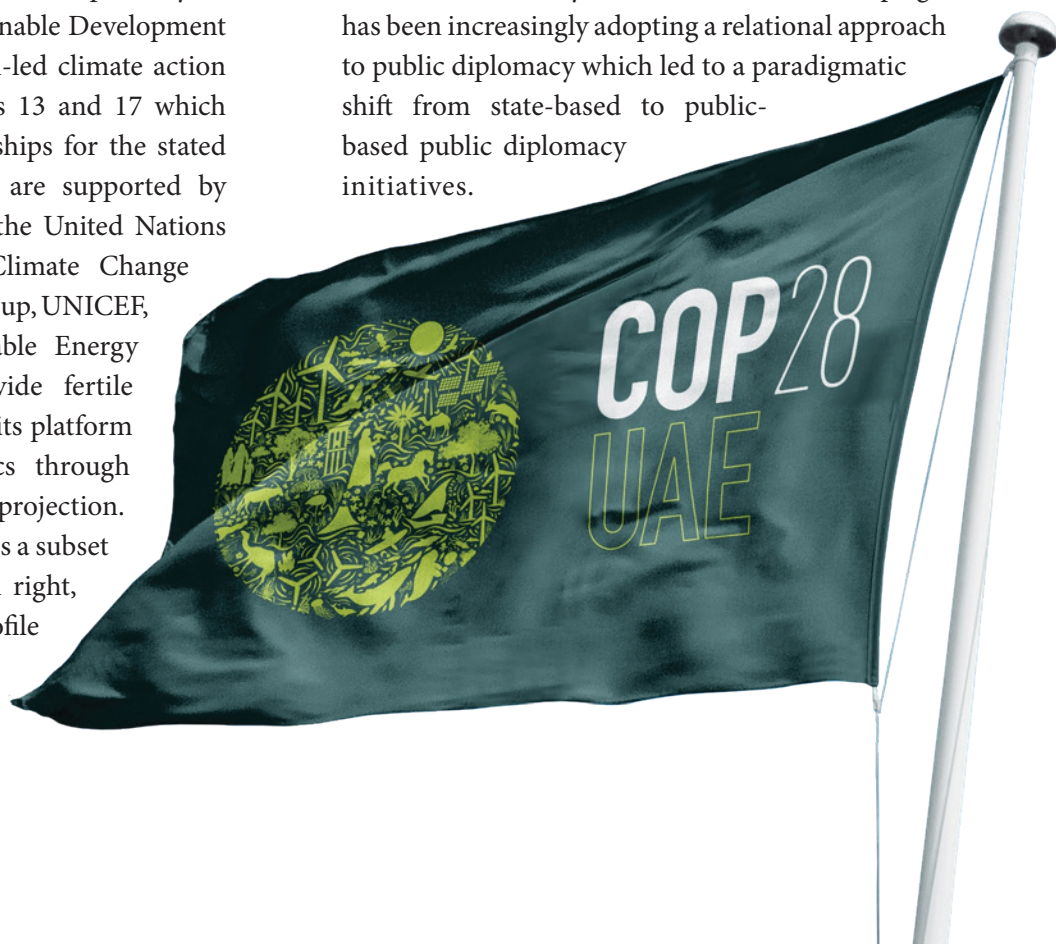 nable Development
-led climate action
s 13 and 17 which
ships for the stated
are supported by
the United Nations
Climate Change
up, UNICEF,
able Energy
vide fertile
its platform
cs through
projection.
s a subset
right,
ofile
has been increasingly adopting a relational approach
to public diplomacy which led to a paradigmatic
shift from state-based to public-
based public diplomacy
initiatives.
COP28
UAE